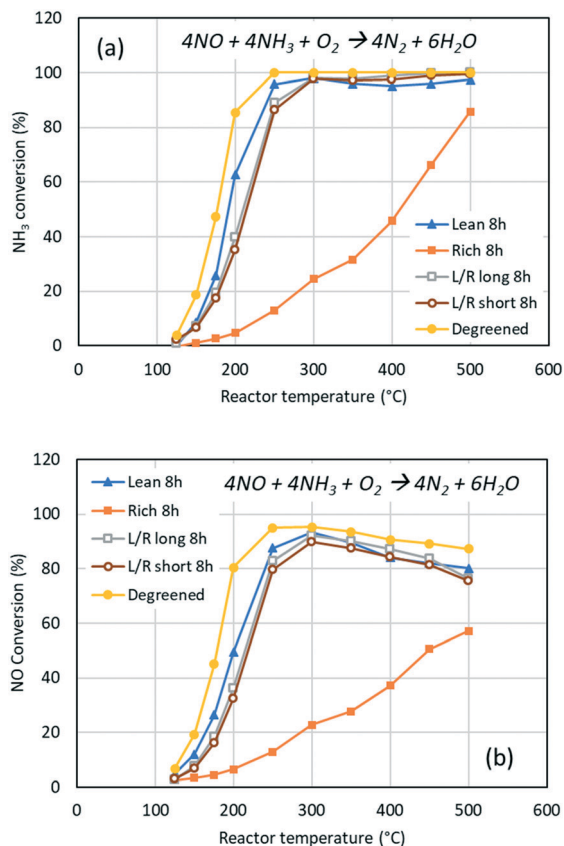 (a)
4NO + 4NH₃ + O₂ → 4N₂ + 6H₂O
NH₃ conversion (%)
120
100
80
60
40
20
0
Lean 8h
Rich 8h
L/R long 8h
L/R short 8h
Degreened
0 100 200 300 400 500 600
Reactor temperature (°C)
4NO + 4NH₃ + O₂ → 4N₂ + 6H₂O
NO Conversion (%)
120
100
80
60
40
20
0
Lean 8h
Rich 8h
L/R long 8h
L/R short 8h
Degreened
(b)
0 100 200 300 400 500 600
Reactor temperature (°C)